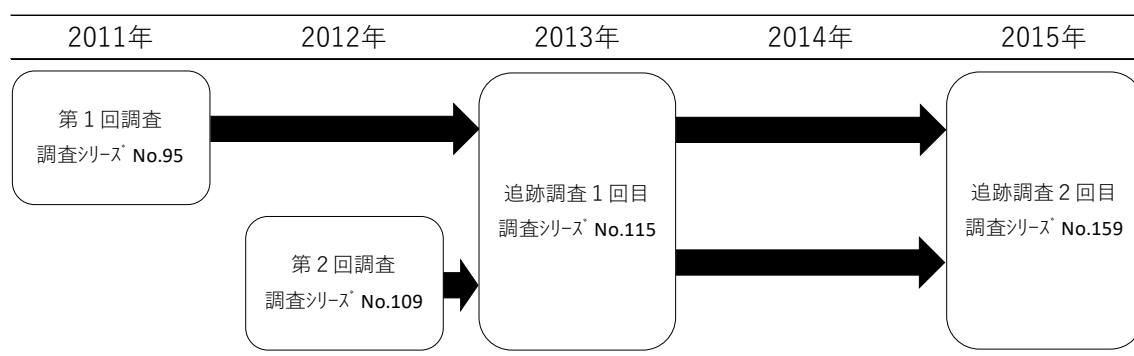 2011年
2012年
2013年
2014年
2015年
第１回調査
調査ｼﾘｰｽﾞ No.95
第２回調査
調査ｼﾘｰｽﾞ No.109
追跡調査１回目
調査ｼﾘｰｽﾞ No.115
追跡調査２回目
調査ｼﾘｰｽﾞ No.159